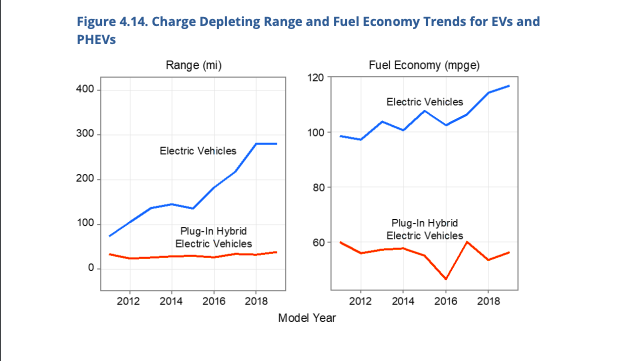 Figure 4.14. Charge Depleting Range and Fuel Economy Trends for EVs and
PHEVs
Range (mi)
400
300
200
100
0
Electric Vehicles
Plug-In Hybrid
Electric Vehicles
2012 2014 2016 2018
Fuel Economy (mpge)
120
100
80
60
Electric Vehicles
Plug-In Hybrid
Electric Vehicles
2012 2014 2016 2018
Model Year